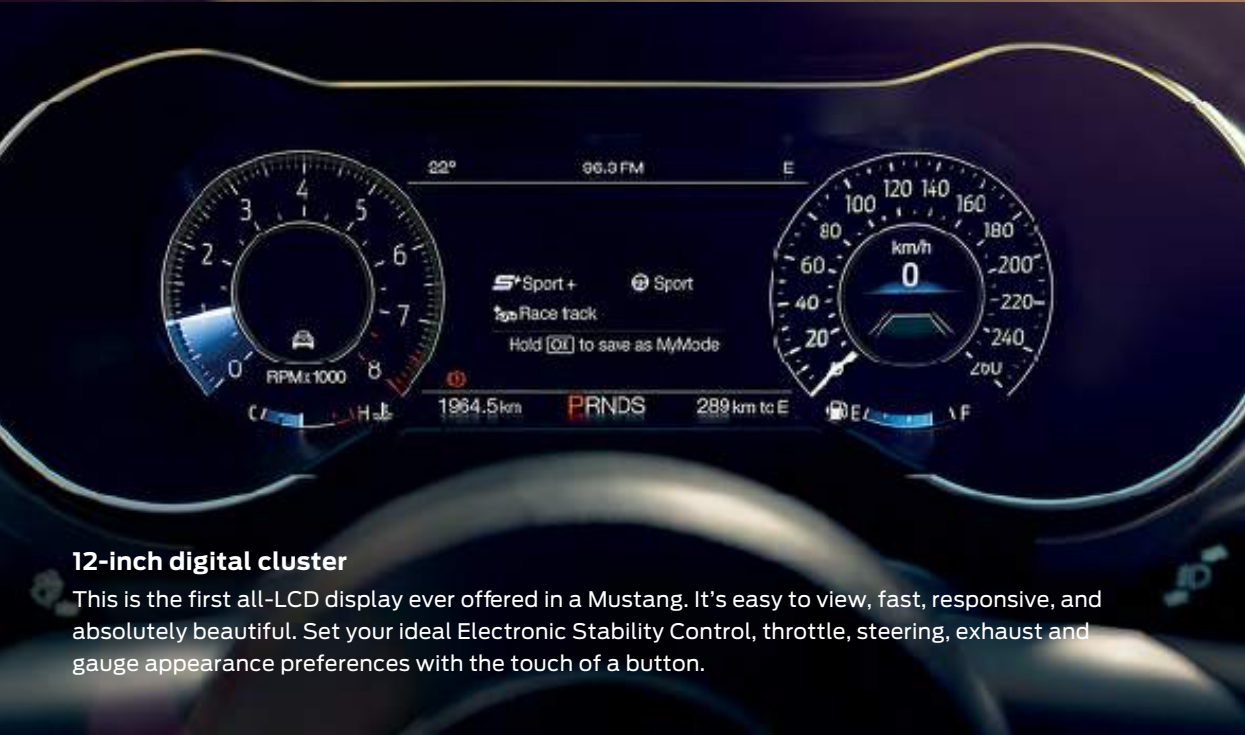 22° 96.3 FM E
4
3 5
2 6
1 7
0 8
RPMx1000
C H
Sport + Sport
Race track
Hold OK to save as MyMode
1964.5 km PRNDS 289 km to E
120 140
100 160
80 180
60 200
40 220
20 240
0 260
km/h
0
E F
12-inch digital cluster
This is the first all-LCD display ever offered in a Mustang. It’s easy to view, fast, responsive, and
absolutely beautiful. Set your ideal Electronic Stability Control, throttle, steering, exhaust and
gauge appearance preferences with the touch of a button.